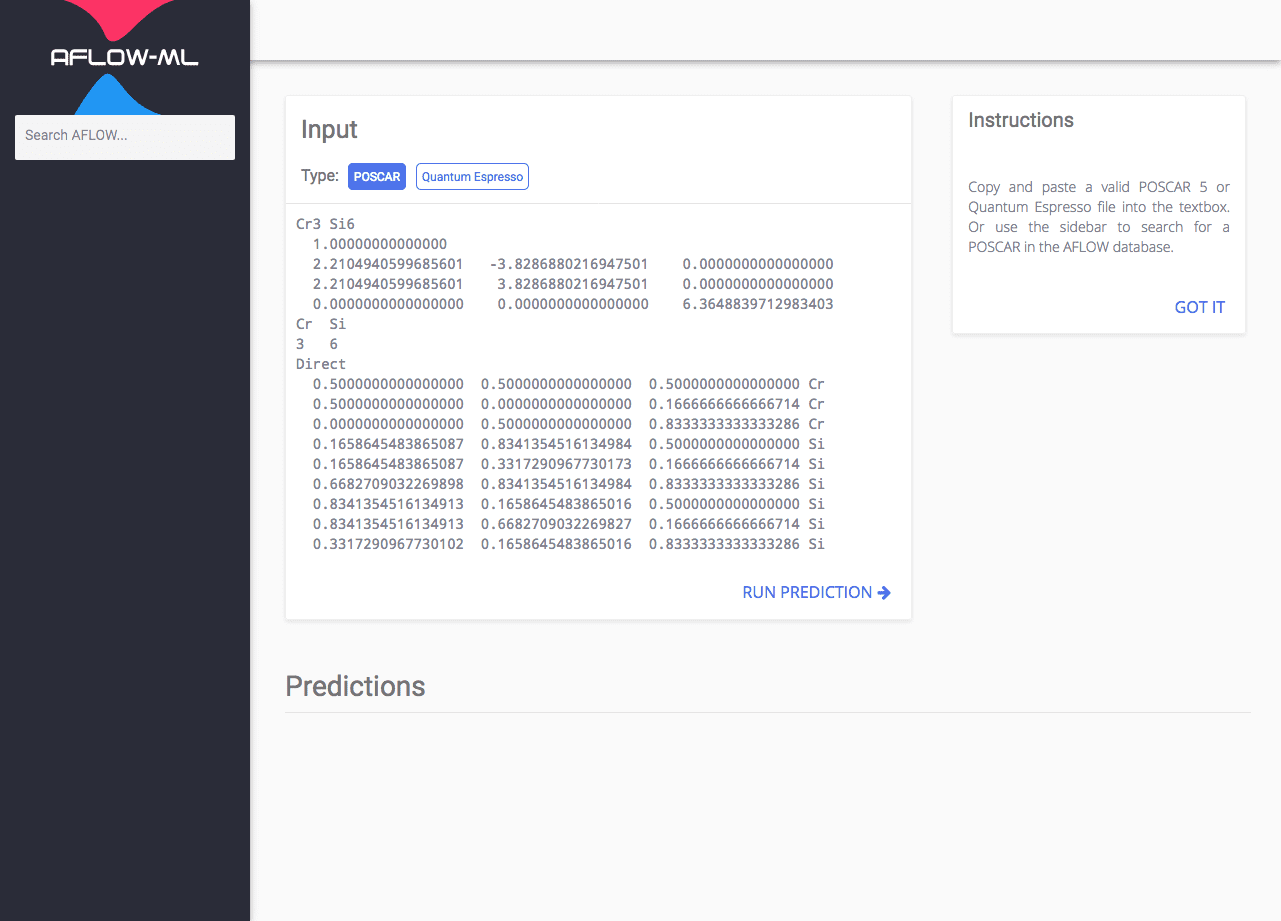 AFLOW-ML
Search AFLOW...
Input
Type: POSCAR Quantum Espresso
Cr3 Si6
1.00000000000000
2.2104940599685601 -3.8286880216947501 0.0000000000000000
2.2104940599685601 3.8286880216947501 0.0000000000000000
0.0000000000000000 0.0000000000000000 6.3648839712983403
Cr Si
3 6
Direct
0.5000000000000000 0.5000000000000000 0.5000000000000000 Cr
0.5000000000000000 0.0000000000000000 0.1666666666666714 Cr
0.0000000000000000 0.5000000000000000 0.8333333333333286 Cr
0.1658645483865087 0.8341354516134984 0.5000000000000000 Si
0.1658645483865087 0.3317290967730173 0.1666666666666714 Si
0.6682709032269898 0.8341354516134984 0.8333333333333286 Si
0.8341354516134913 0.1658645483865016 0.5000000000000000 Si
0.8341354516134913 0.6682709032269827 0.1666666666666714 Si
0.3317290967730102 0.1658645483865016 0.8333333333333286 Si
RUN PREDICTION
Instructions
Copy and paste a valid POSCAR 5 or
Quantum Espresso file into the textbox.
Or use the sidebar to search for a
POSCAR in the AFLOW database.
GOT IT
Predictions